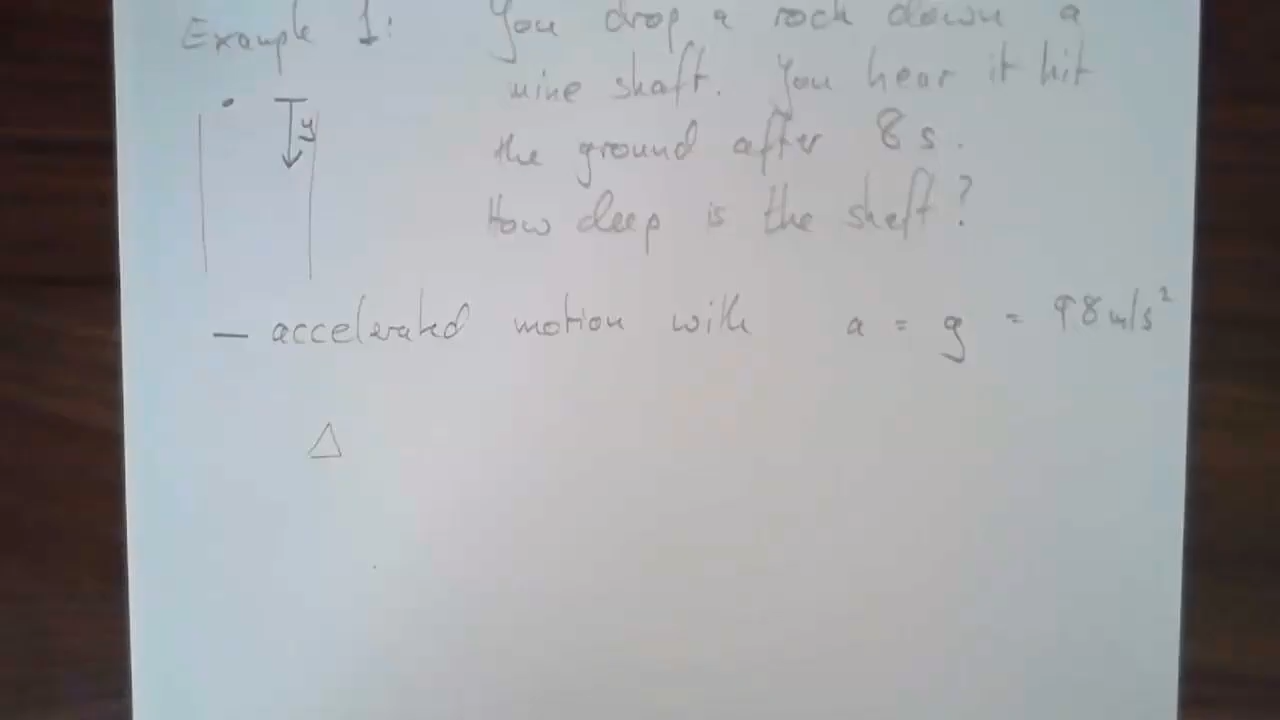 Example 1: You drop a rock down a
mine shaft. You hear it hit
y
the ground after 8 s.
How deep is the shaft?
— accelerated motion with a = g = 9.8 m/s²
Δ